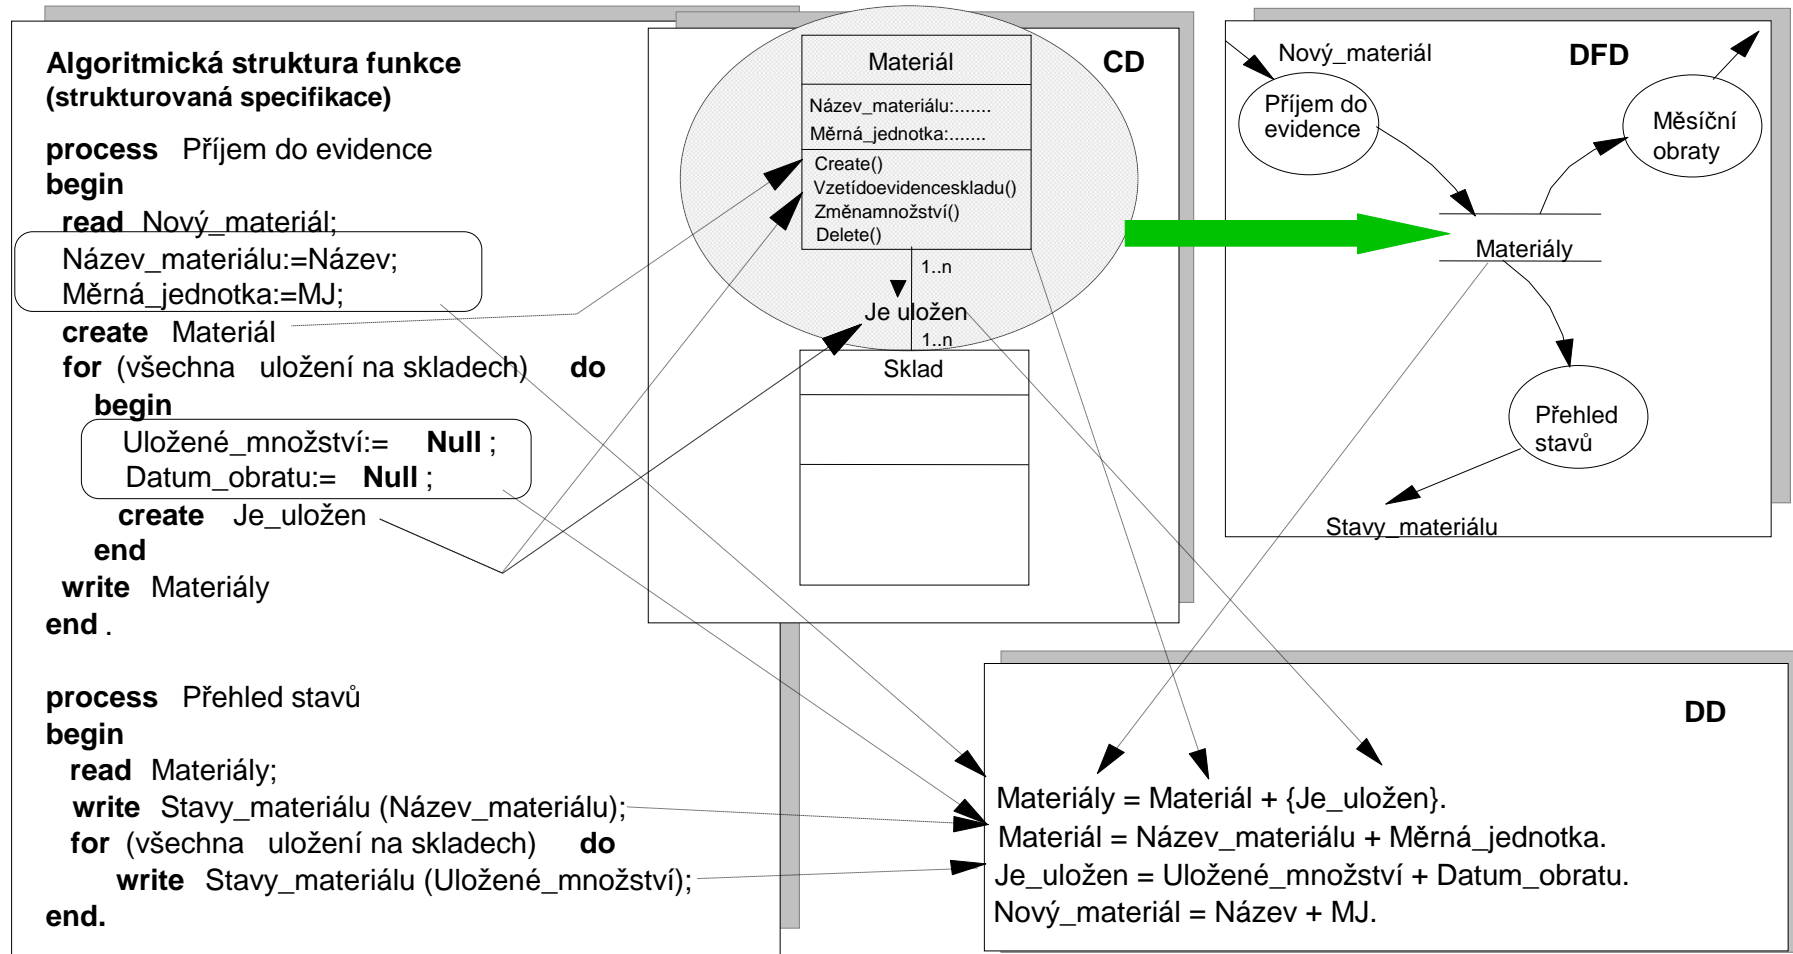 Algoritmická struktura funkce
(strukturovaná specifikace)
process Příjem do evidence
begin
read Nový_materiál;
Název_materiálu:=Název;
Měrná_jednotka:=MJ;
create Materiál
for (všechna uložení na skladech) do
begin
Uložené_množství:= Null ;
Datum_obratu:= Null ;
create Je_uložen
end
write Materiály
end .
process Přehled stavů
begin
read Materiály;
write Stavy_materiálu (Název_materiálu);
for (všechna uložení na skladech) do
write Stavy_materiálu (Uložené_množství);
end.
CD
Materiál
Název_materiálu:.......
Měrná_jednotka:.......
Create()
Vzetídoevidenceskladu()
Změnamnožství()
Delete()
1..n
Je uložen
1..n
Sklad
DFD
Nový_materiál
Příjem do
evidence
Měsíční
obraty
Materiály
Přehled
stavů
Stavy_materiálu
DD
Materiály = Materiál + {Je_uložen}.
Materiál = Název_materiálu + Měrná_jednotka.
Je_uložen = Uložené_množství + Datum_obratu.
Nový_materiál = Název + MJ.